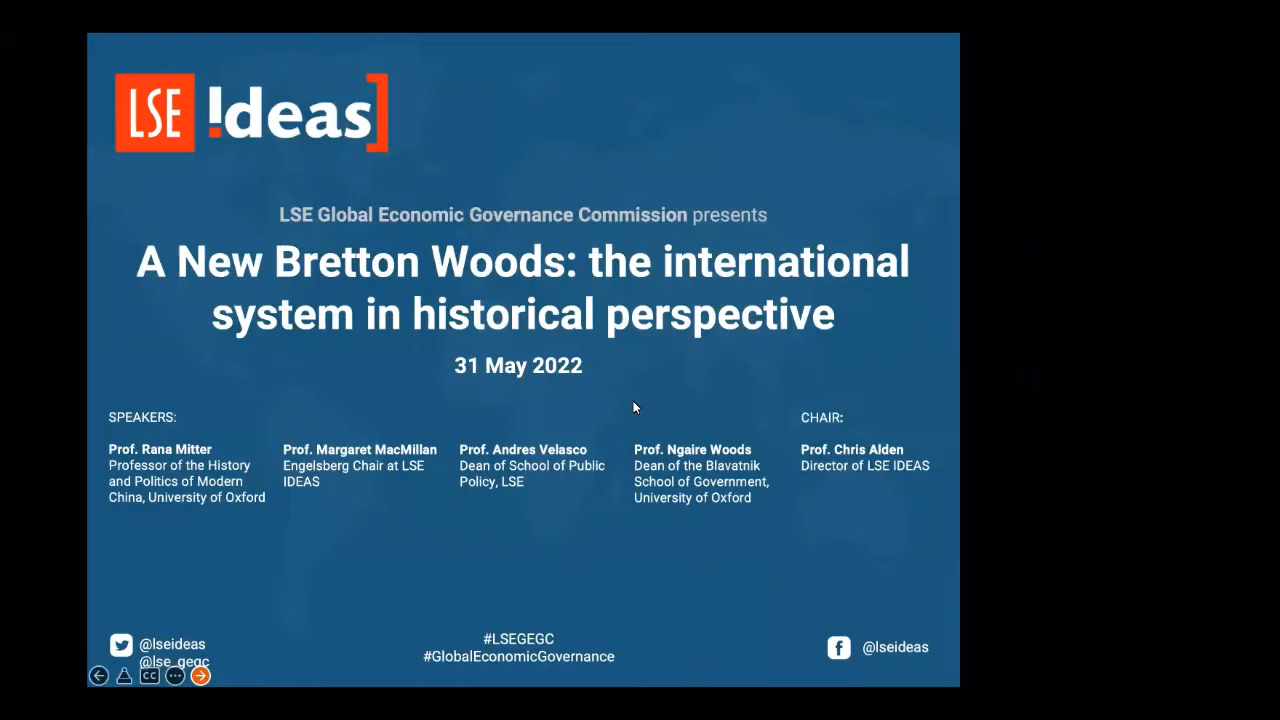 LSE Ideas]
LSE Global Economic Governance Commission presents
A New Bretton Woods: the international
system in historical perspective
31 May 2022
SPEAKERS:
Prof. Rana Mitter
Professor of the History
and Politics of Modern
China, University of Oxford
Prof. Margaret MacMillan
Engelsberg Chair at LSE
IDEAS
Prof. Andres Velasco
Dean of School of Public
Policy, LSE
Prof. Ngaire Woods
Dean of the Blavatnik
School of Government,
University of Oxford
CHAIR:
Prof. Chris Alden
Director of LSE IDEAS
@lseideas
@lse_gegc
#LSEGEGC
#GlobalEconomicGovernance
@lseideas
CC